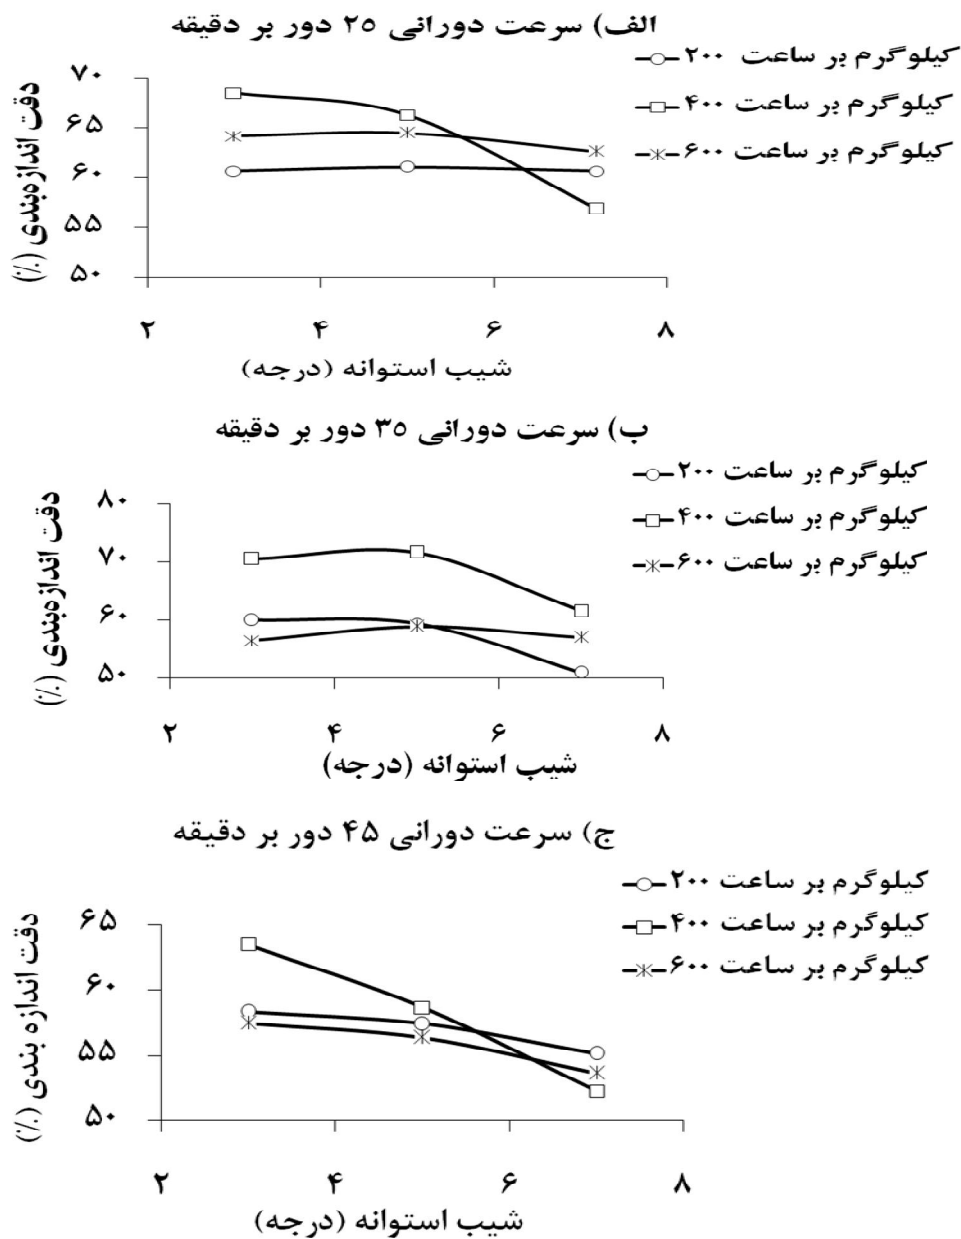 الف) سرعت دورانی ۲۵ دور بر دقیقه
۲۰۰ کیلوگرم بر ساعت
۴۰۰ کیلوگرم بر ساعت
۶۰۰ کیلوگرم بر ساعت
دقت اندازه‌بندی (٪)
۷۰
۶۵
۶۰
۵۵
۵۰
۲ ۴ ۶ ۸
شیب استوانه (درجه)
ب) سرعت دورانی ۳۵ دور بر دقیقه
۲۰۰ کیلوگرم بر ساعت
۴۰۰ کیلوگرم بر ساعت
۶۰۰ کیلوگرم بر ساعت
دقت اندازه‌بندی (٪)
۸۰
۷۰
۶۰
۵۰
۲ ۴ ۶ ۸
شیب استوانه (درجه)
ج) سرعت دورانی ۴۵ دور بر دقیقه
۲۰۰ کیلوگرم بر ساعت
۴۰۰ کیلوگرم بر ساعت
۶۰۰ کیلوگرم بر ساعت
دقت اندازه بندی (٪)
۶۵
۶۰
۵۵
۵۰
۲ ۴ ۶ ۸
شیب استوانه (درجه)